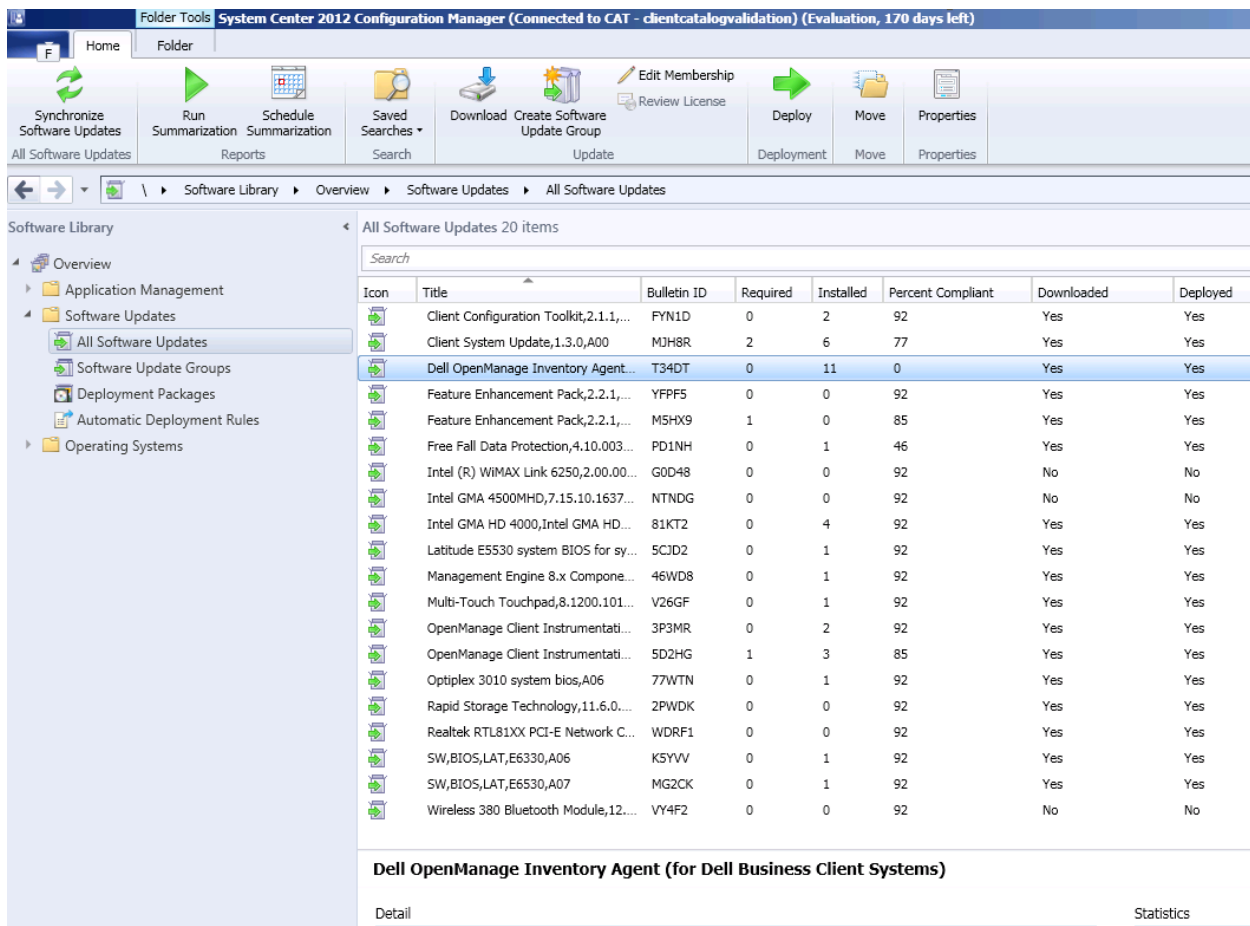 Folder Tools System Center 2012 Configuration Manager (Connected to CAT - clientcatalogvalidation) (Evaluation, 170 days left)
F Home Folder
Synchronize Software Updates
Run Summarization
Schedule Summarization
Saved Searches
Download
Create Software Update Group
Edit Membership
Review License
Deploy
Move
Properties
All Software Updates Reports Search Update Deployment Move Properties
\ Software Library Overview Software Updates All Software Updates
Software Library
Overview
Application Management
Software Updates
All Software Updates
Software Update Groups
Deployment Packages
Automatic Deployment Rules
Operating Systems
All Software Updates 20 items
Search
Icon Title Bulletin ID Required Installed Percent Compliant Downloaded Deployed
Client Configuration Toolkit,2.1.1,... FYN1D 0 2 92 Yes Yes
Client System Update,1.3.0,A00 MJH8R 2 6 77 Yes Yes
Dell OpenManage Inventory Agent... T34DT 0 11 0 Yes Yes
Feature Enhancement Pack,2.2.1,... YFPF5 0 0 92 Yes Yes
Feature Enhancement Pack,2.2.1,... M5HX9 1 0 85 Yes Yes
Free Fall Data Protection,4.10.003... PD1NH 0 1 46 Yes Yes
Intel (R) WiMAX Link 6250,2.00.00... G0D48 0 0 92 No No
Intel GMA 4500MHD,7.15.10.1637... NTNDG 0 0 92 No No
Intel GMA HD 4000,Intel GMA HD... 81KT2 0 4 92 Yes Yes
Latitude E5530 system BIOS for sy... 5CJD2 0 1 92 Yes Yes
Management Engine 8.x Compone... 46WD8 0 1 92 Yes Yes
Multi-Touch Touchpad,8.1200.101... V26GF 0 1 92 Yes Yes
OpenManage Client Instrumentati... 3P3MR 0 2 92 Yes Yes
OpenManage Client Instrumentati... 5D2HG 1 3 85 Yes Yes
Optiplex 3010 system bios,A06 77WTN 0 1 92 Yes Yes
Rapid Storage Technology,11.6.0.... 2PWDK 0 0 92 Yes Yes
Realtek RTL81XX PCI-E Network C... WDRF1 0 0 92 Yes Yes
SW,BIOS,LAT,E6330,A06 K5YVV 0 1 92 Yes Yes
SW,BIOS,LAT,E6530,A07 MG2CK 0 1 92 Yes Yes
Wireless 380 Bluetooth Module,12.... VY4F2 0 0 92 No No
Dell OpenManage Inventory Agent (for Dell Business Client Systems)
Detail Statistics